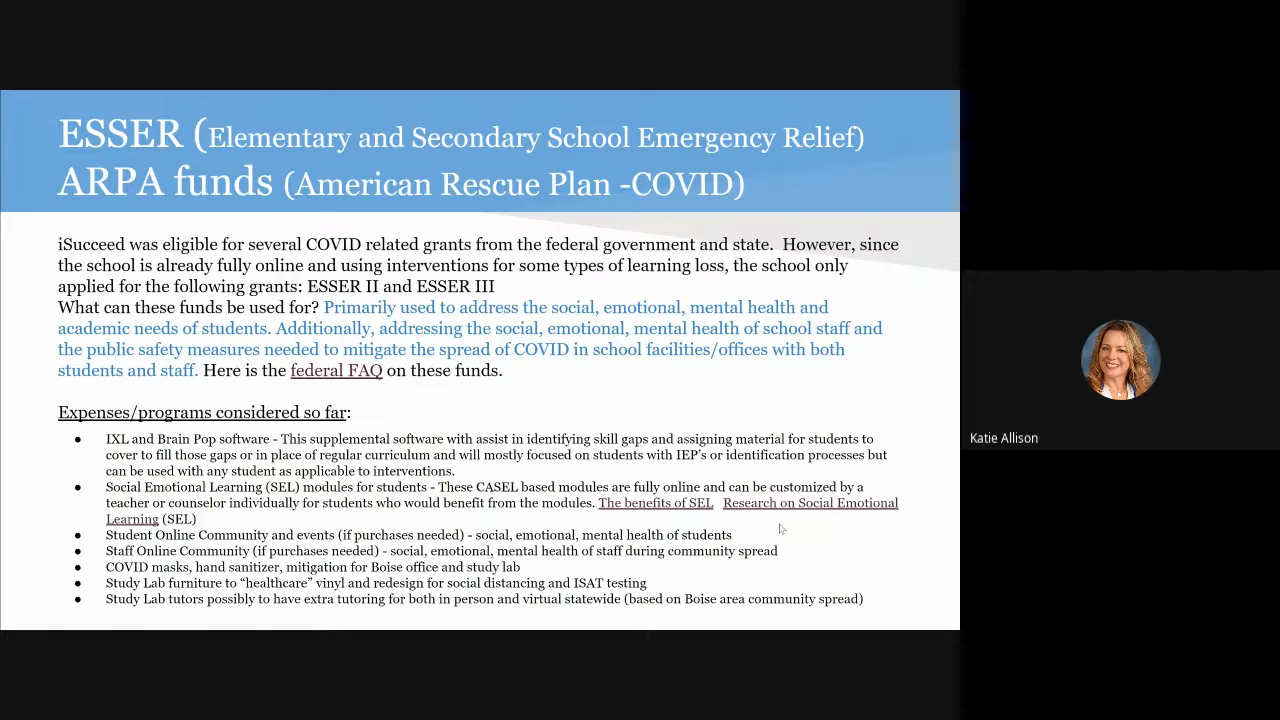 ESSER (Elementary and Secondary School Emergency Relief)
ARPA funds (American Rescue Plan -COVID)
iSucceed was eligible for several COVID related grants from the federal government and state.  However, since
the school is already fully online and using interventions for some types of learning loss, the school only
applied for the following grants: ESSER II and ESSER III
What can these funds be used for? Primarily used to address the social, emotional, mental health and
academic needs of students. Additionally, addressing the social, emotional, mental health of school staff and
the public safety measures needed to mitigate the spread of COVID in school facilities/offices with both
students and staff. Here is the federal FAQ on these funds.
Expenses/programs considered so far:
● IXL and Brain Pop software - This supplemental software with assist in identifying skill gaps and assigning material for students to
cover to fill those gaps or in place of regular curriculum and will mostly focused on students with IEP's or identification processes but
can be used with any student as applicable to interventions.
● Social Emotional Learning (SEL) modules for students - These CASEL based modules are fully online and can be customized by a
teacher or counselor individually for students who would benefit from the modules. The benefits of SEL   Research on Social Emotional
Learning (SEL)
● Student Online Community and events (if purchases needed) - social, emotional, mental health of students
● Staff Online Community (if purchases needed) - social, emotional, mental health of staff during community spread
● COVID masks, hand sanitizer, mitigation for Boise office and study lab
● Study Lab furniture to “healthcare” vinyl and redesign for social distancing and ISAT testing
● Study Lab tutors possibly to have extra tutoring for both in person and virtual statewide (based on Boise area community spread)
Katie Allison